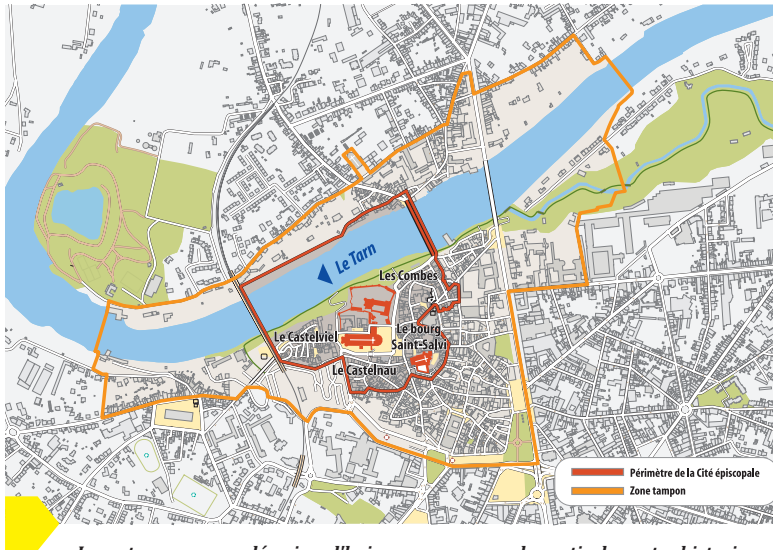 Le Tarn
Les Combes
Le Castelviel
Le bourg
Saint-Salvi
Le Castelnau
Périmètre de la Cité épiscopale
Zone tampon